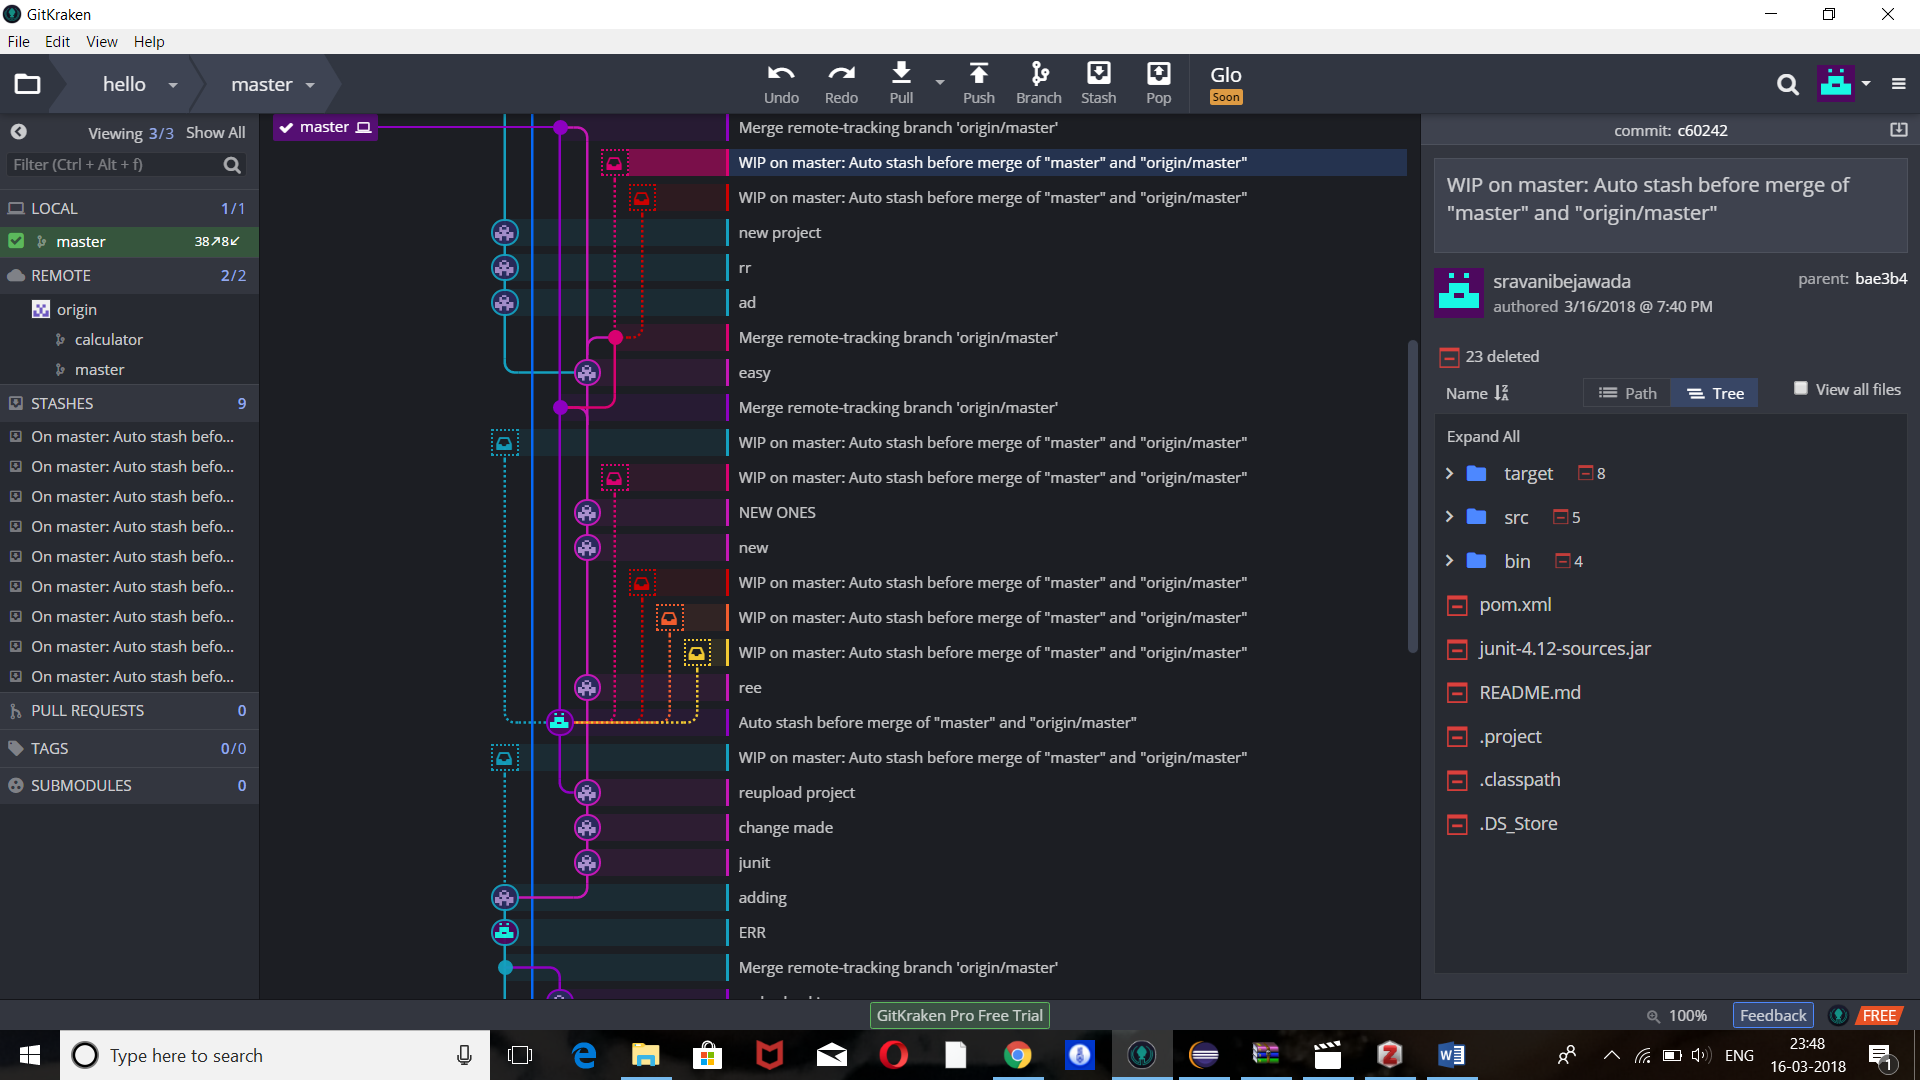 GitKraken
File Edit View Help
hello master
Undo Redo Pull Push Branch Stash Pop
Glo
Soon
Viewing 3/3 Show All
Filter (Ctrl + Alt + f)
LOCAL 1/1
master 38↗8↙
REMOTE 2/2
origin
calculator
master
STASHES 9
On master: Auto stash befo...
On master: Auto stash befo...
On master: Auto stash befo...
On master: Auto stash befo...
On master: Auto stash befo...
On master: Auto stash befo...
On master: Auto stash befo...
On master: Auto stash befo...
On master: Auto stash befo...
PULL REQUESTS 0
TAGS 0/0
SUBMODULES 0
master
Merge remote-tracking branch 'origin/master'
WIP on master: Auto stash before merge of "master" and "origin/master"
WIP on master: Auto stash before merge of "master" and "origin/master"
new project
rr
ad
Merge remote-tracking branch 'origin/master'
easy
Merge remote-tracking branch 'origin/master'
WIP on master: Auto stash before merge of "master" and "origin/master"
WIP on master: Auto stash before merge of "master" and "origin/master"
NEW ONES
new
WIP on master: Auto stash before merge of "master" and "origin/master"
WIP on master: Auto stash before merge of "master" and "origin/master"
WIP on master: Auto stash before merge of "master" and "origin/master"
ree
Auto stash before merge of "master" and "origin/master"
WIP on master: Auto stash before merge of "master" and "origin/master"
reupload project
change made
junit
adding
ERR
Merge remote-tracking branch 'origin/master'
commit: c60242
WIP on master: Auto stash before merge of
"master" and "origin/master"
sravanibejawada
parent: bae3b4
authored 3/16/2018 @ 7:40 PM
23 deleted
Name Path Tree View all files
Expand All
target 8
src 5
bin 4
pom.xml
junit-4.12-sources.jar
README.md
.project
.classpath
.DS_Store
GitKraken Pro Free Trial
100% Feedback FREE
Type here to search
ENG
23:48
16-03-2018
1